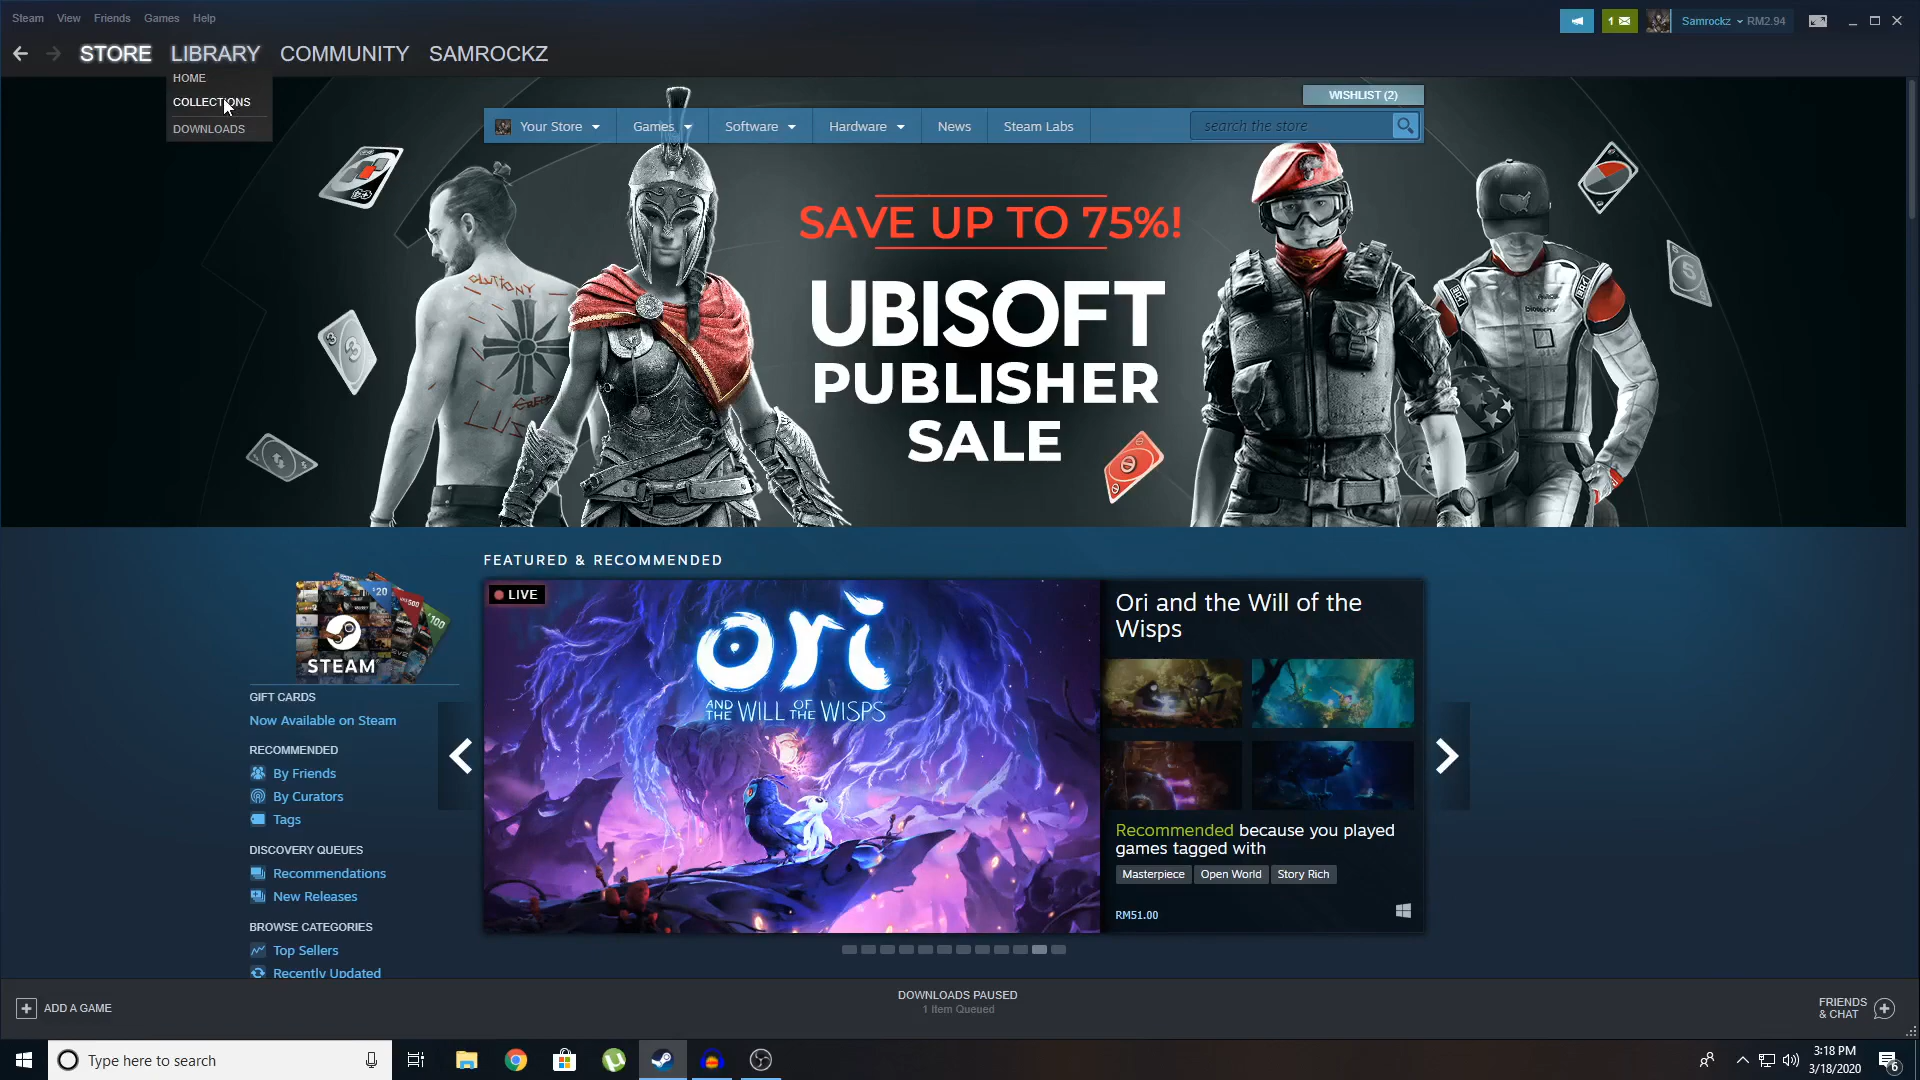 Steam View Friends Games Help
1
Samrockz RM2.94
STORE LIBRARY COMMUNITY SAMROCKZ
HOME
COLLECTIONS
DOWNLOADS
WISHLIST (2)
Your Store Games Software Hardware News Steam Labs search the store
SAVE UP TO 75%!
UBISOFT
PUBLISHER
SALE
GLUTTONY
FEATURED & RECOMMENDED
LIVE
ori
AND THE WILL OF THE WISPS
Ori and the Will of the
Wisps
STEAM
GIFT CARDS
Now Available on Steam
RECOMMENDED
By Friends
By Curators
Tags
DISCOVERY QUEUES
Recommendations
New Releases
BROWSE CATEGORIES
Top Sellers
Recently Updated
Recommended because you played
games tagged with
Masterpiece Open World Story Rich
RM51.00
ADD A GAME
DOWNLOADS PAUSED
1 Item Queued
FRIENDS
& CHAT
Type here to search
3:18 PM
3/18/2020
6